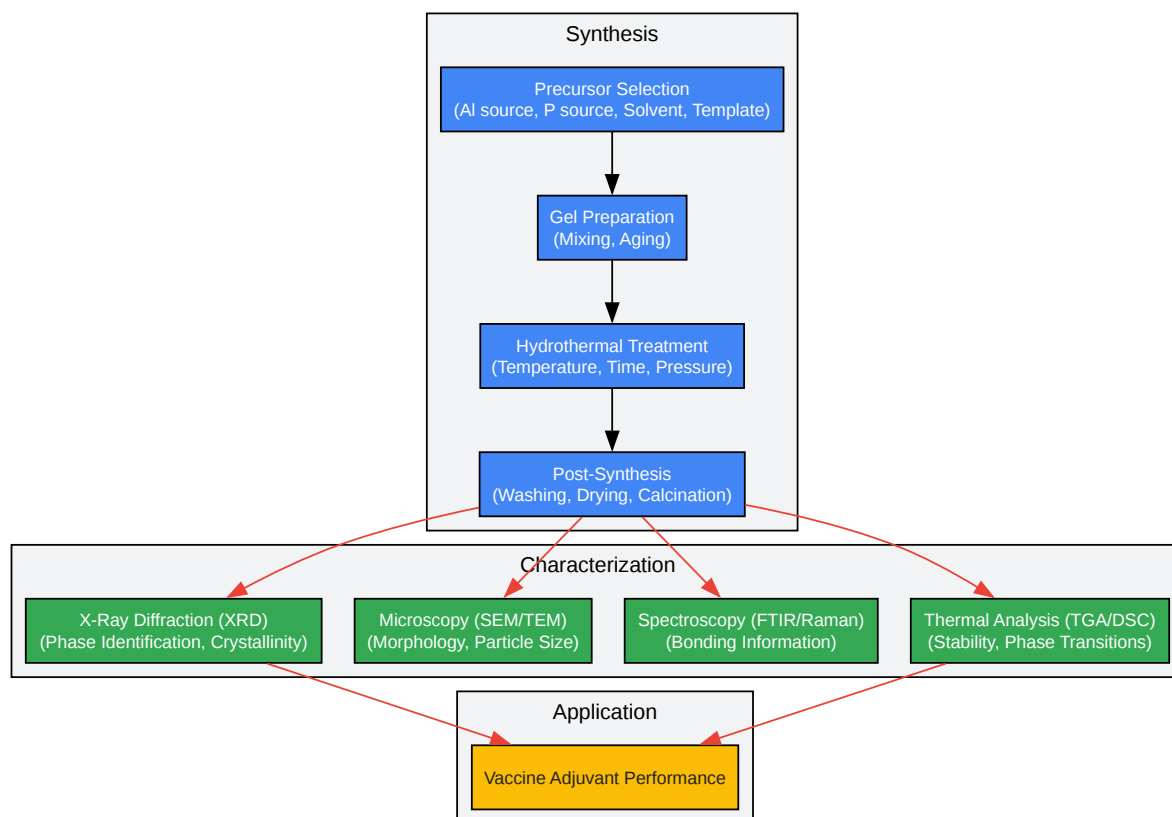 Synthesis
Precursor Selection
(Al source, P source, Solvent, Template)
Gel Preparation
(Mixing, Aging)
Hydrothermal Treatment
(Temperature, Time, Pressure)
Post-Synthesis
(Washing, Drying, Calcination)
Characterization
X-Ray Diffraction (XRD)
(Phase Identification, Crystallinity)
Microscopy (SEM/TEM)
(Morphology, Particle Size)
Spectroscopy (FTIR/Raman)
(Bonding Information)
Thermal Analysis (TGA/DSC)
(Stability, Phase Transitions)
Application
Vaccine Adjuvant Performance